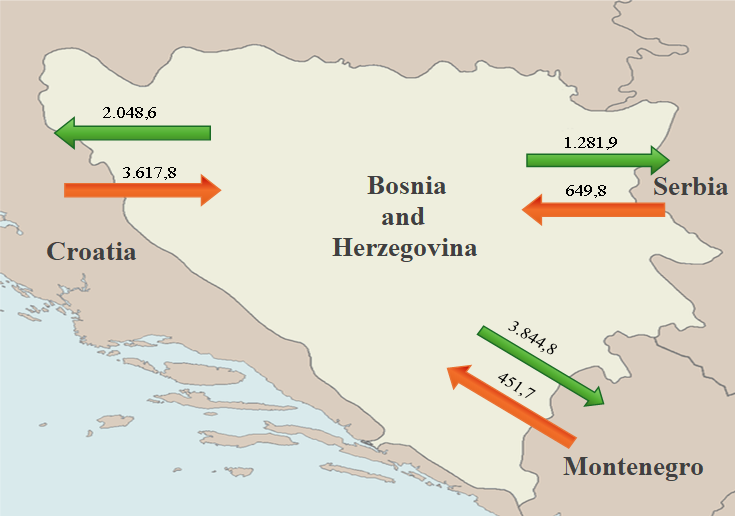 2.048,6
3.617,8
Croatia
Bosnia
and
Herzegovina
1.281,9
649,8
Serbia
3.844,8
451,7
Montenegro